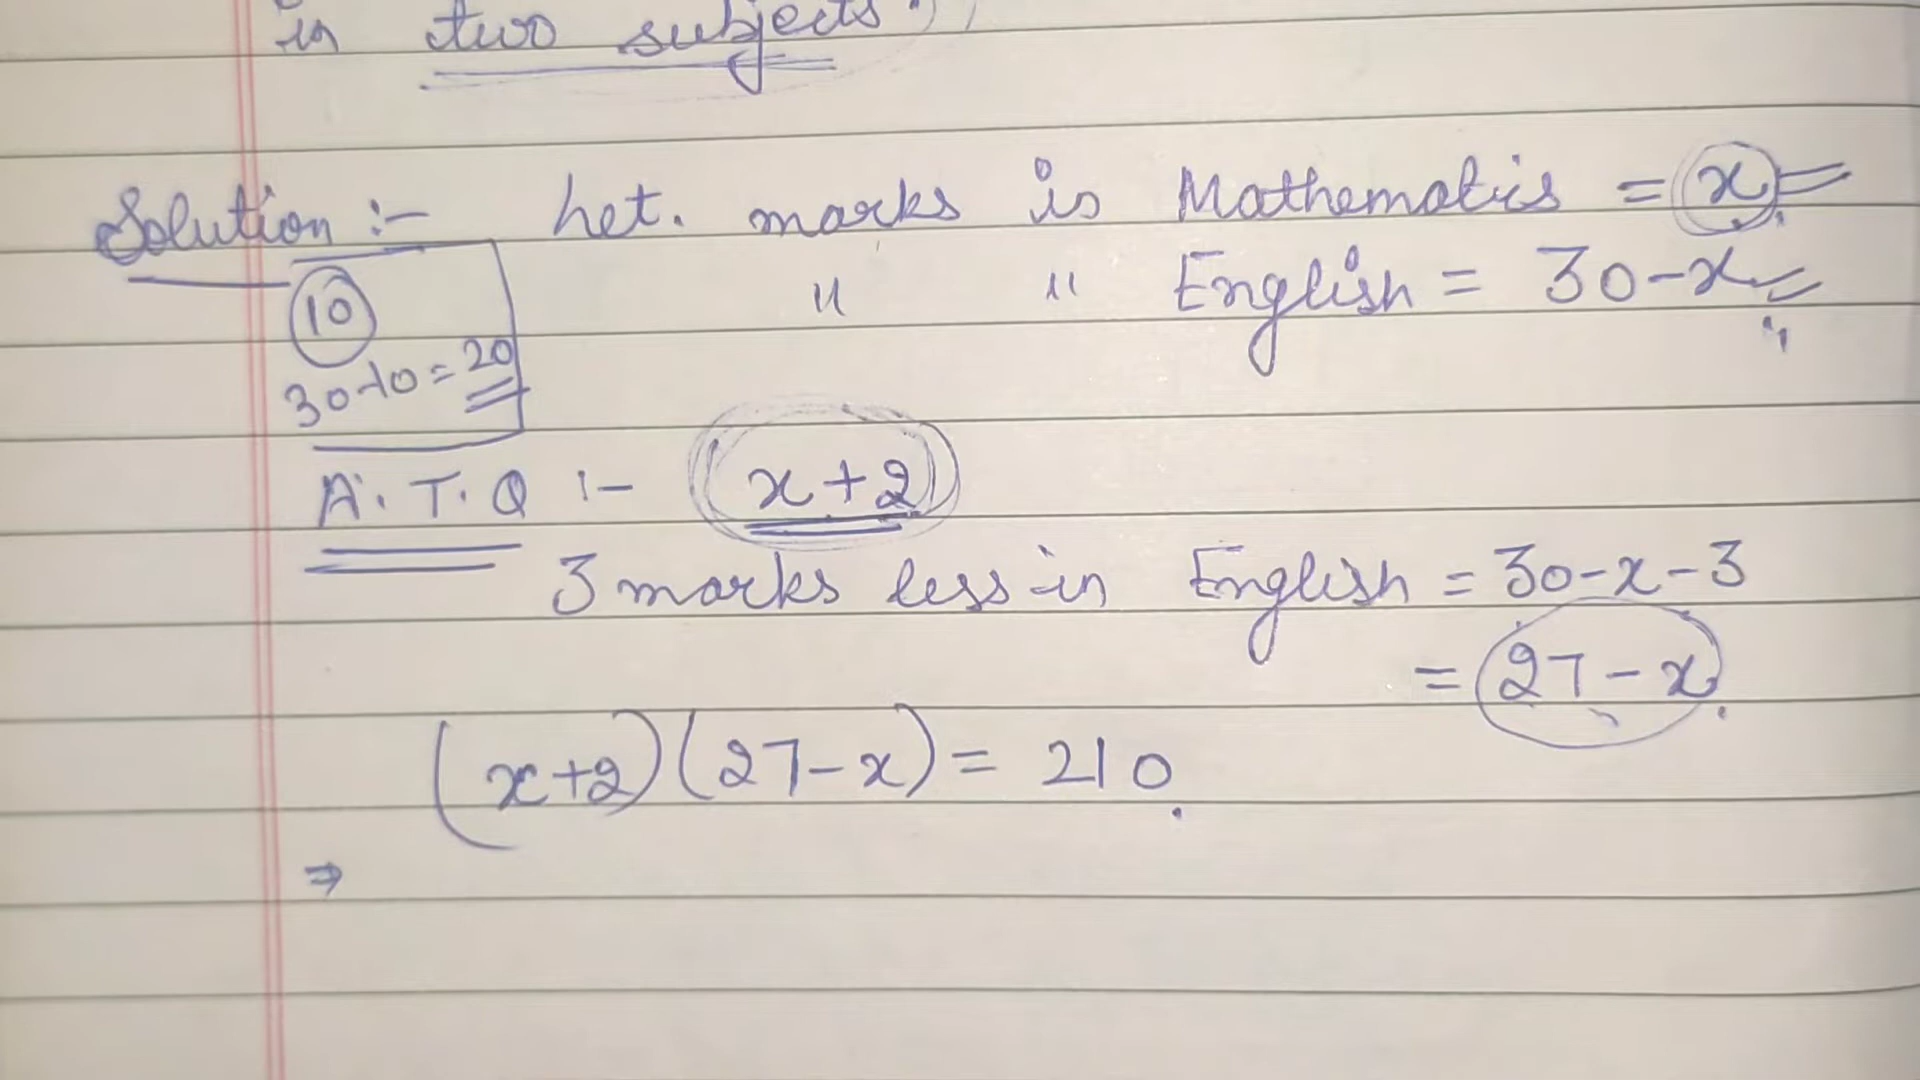 in two subjects.
Solution :- Let. marks is Mathematics = x =
" " English = 30-x
10
30-10 = 20
A.T.Q :- (x+2)
3 marks less in English = 30-x-3
= 27-x
(x+2)(27-x) = 210.
⇒